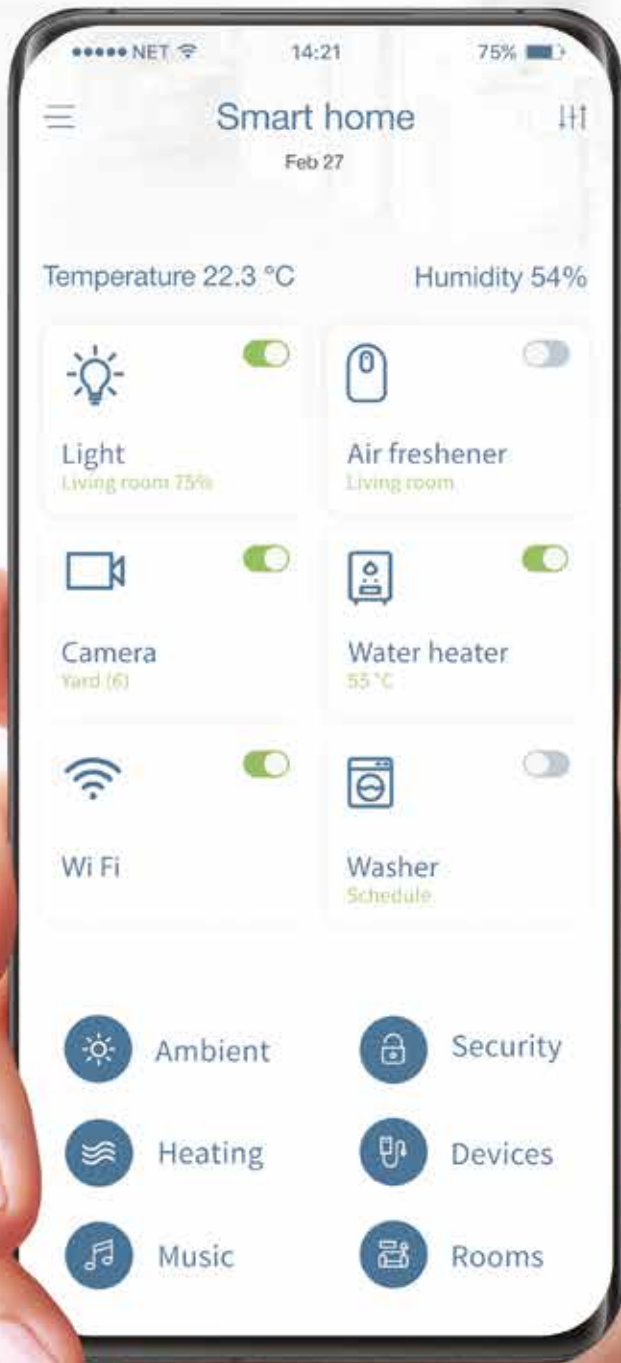 NET 14:21 75%
Smart home
Feb 27
Temperature 22.3 °C Humidity 54%
Light
Living room 75%
Air freshener
Living room
Camera
Yard (6)
Water heater
55 °C
Wi Fi
Washer
Schedule
Ambient
Security
Heating
Devices
Music
Rooms